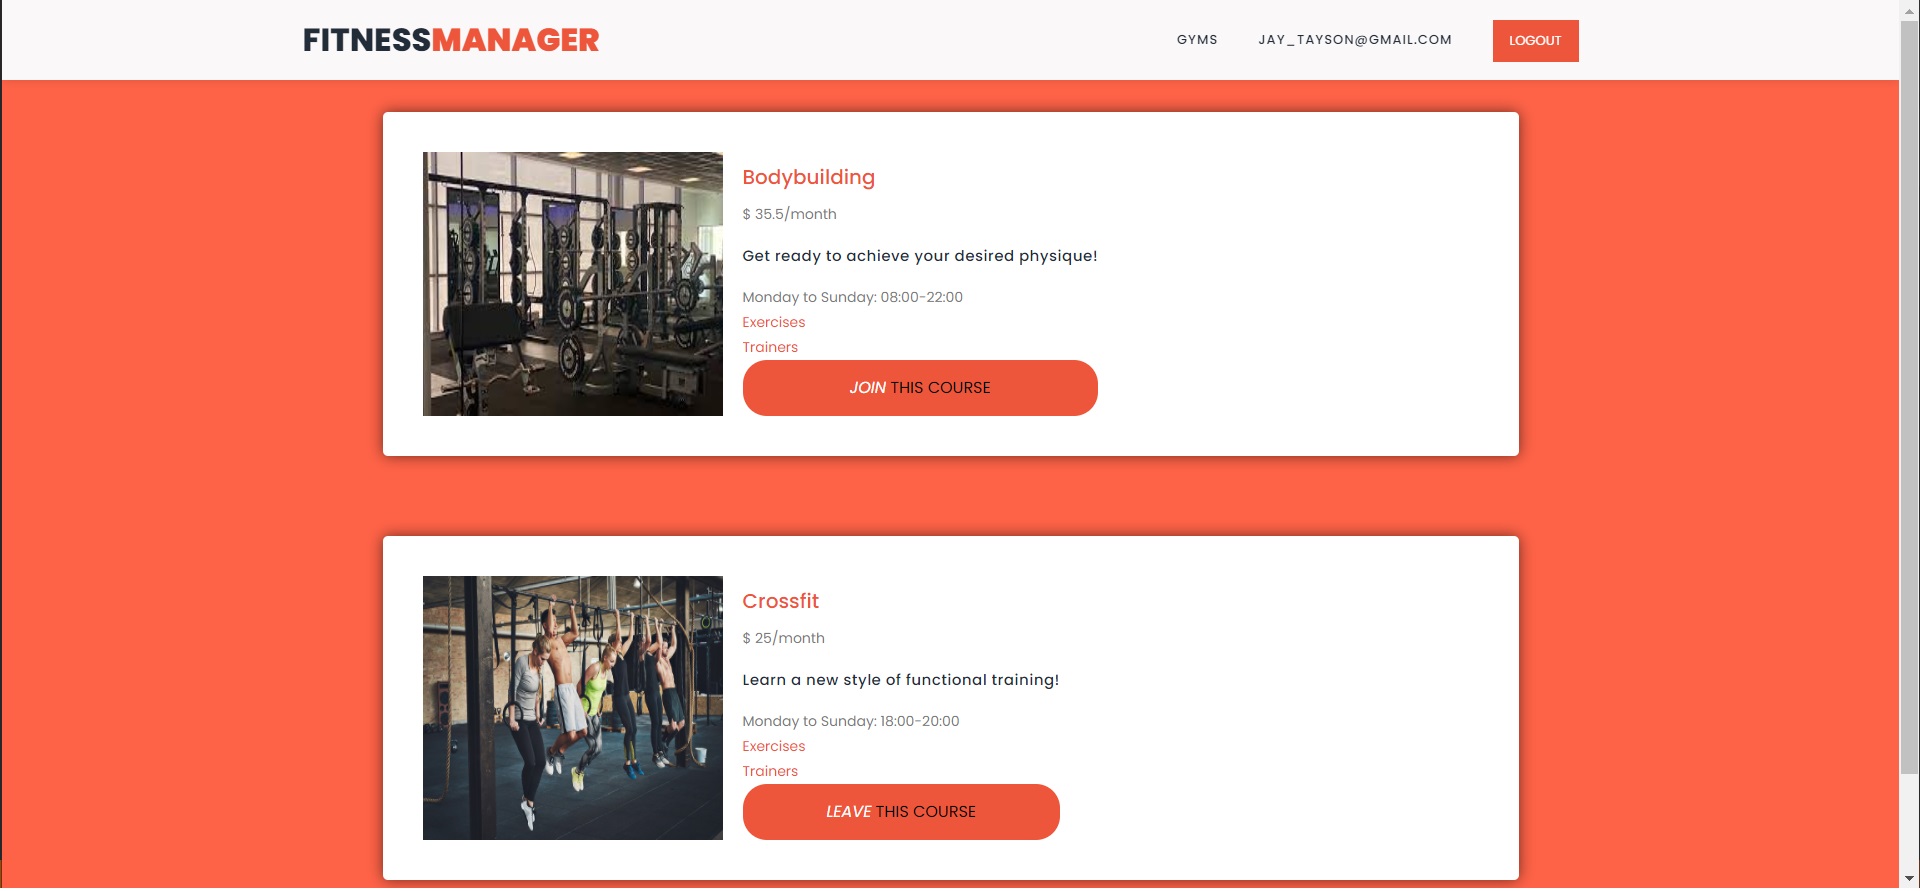 FITNESSMANAGER
GYMS
JAY_TAYSON@GMAIL.COM
LOGOUT
Bodybuilding
$ 35.5/month
Get ready to achieve your desired physique!
Monday to Sunday: 08:00-22:00
Exercises
Trainers
JOIN THIS COURSE
Crossfit
$ 25/month
Learn a new style of functional training!
Monday to Sunday: 18:00-20:00
Exercises
Trainers
LEAVE THIS COURSE